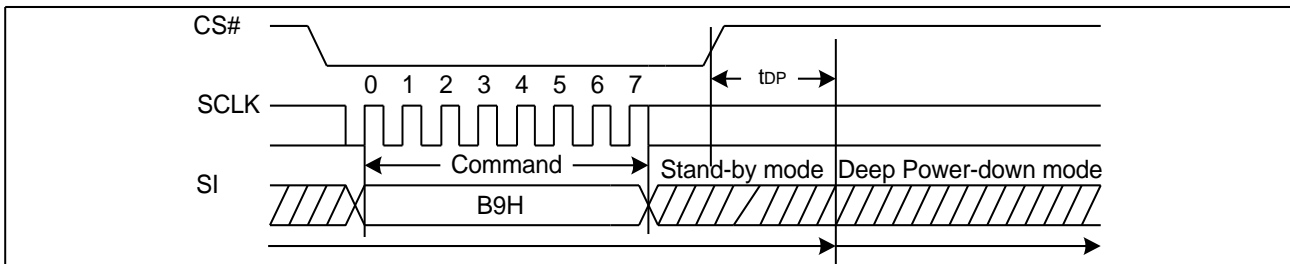 CS#
tDP
0 1 2 3 4 5 6 7
SCLK
Command
Stand-by mode Deep Power-down mode
SI
B9H